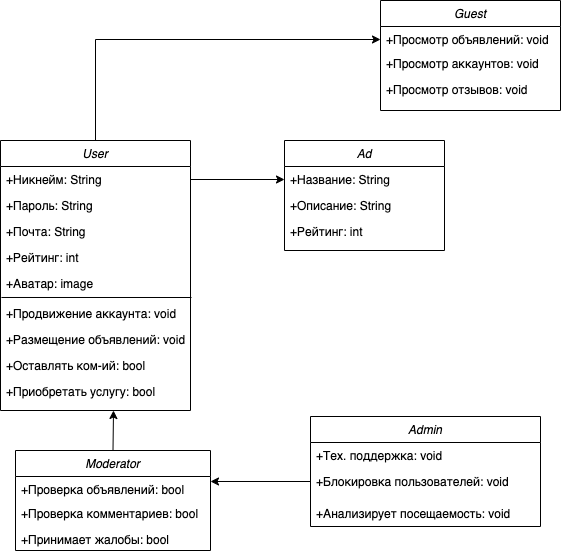 Guest
+Просмотр объявлений: void
+Просмотр аккаунтов: void
+Просмотр отзывов: void
User
+Никнейм: String
+Пароль: String
+Почта: String
+Рейтинг: int
+Аватар: image
+Продвижение аккаунта: void
+Размещение объявлений: void
+Оставлять ком-ий: bool
+Приобретать услугу: bool
Ad
+Название: String
+Описание: String
+Рейтинг: int
Moderator
+Проверка объявлений: bool
+Проверка комментариев: bool
+Принимает жалобы: bool
Admin
+Тех. поддержка: void
+Блокировка пользователей: void
+Анализирует посещаемость: void